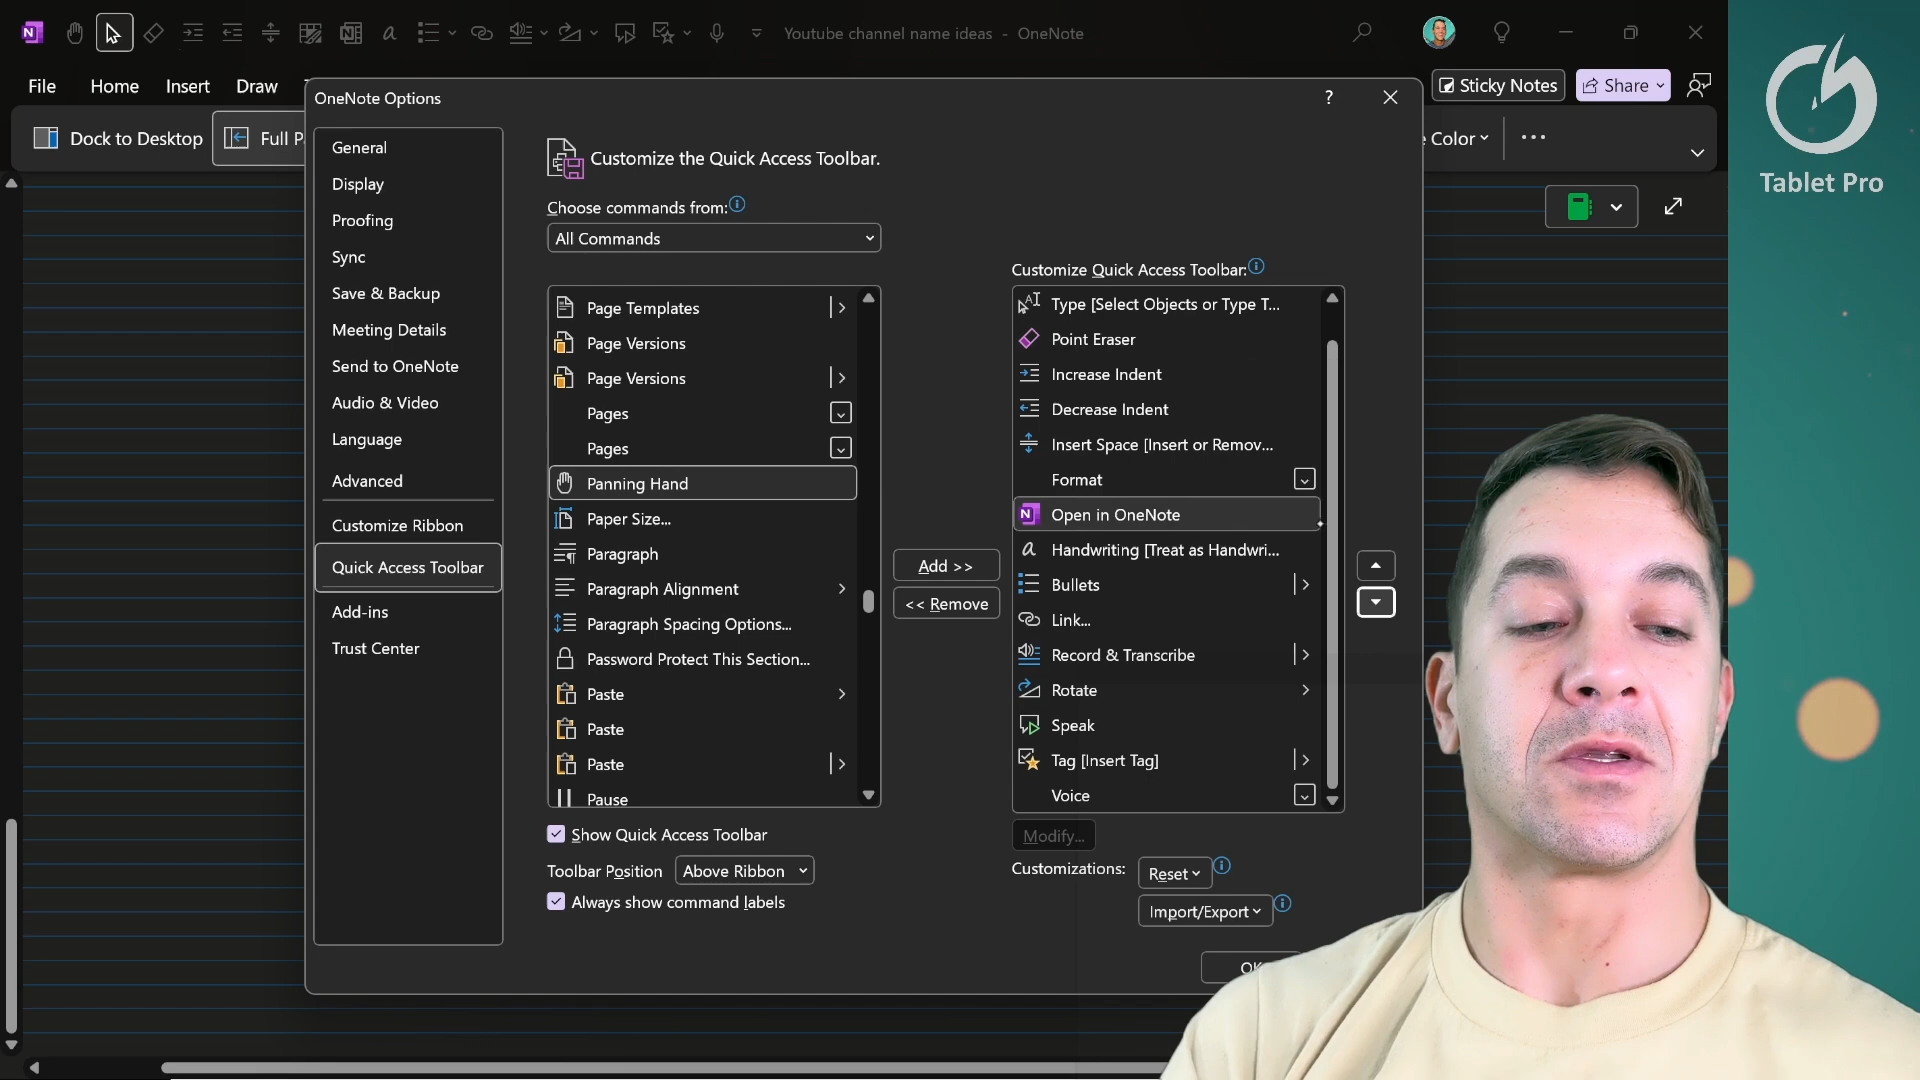 Youtube channel name ideas - OneNote
File
Home
Insert
Draw
Sticky Notes
Share
Dock to Desktop
Full P
Color
OneNote Options
?
General
Display
Proofing
Sync
Save & Backup
Meeting Details
Send to OneNote
Audio & Video
Language
Advanced
Customize Ribbon
Quick Access Toolbar
Add-ins
Trust Center
Customize the Quick Access Toolbar.
Choose commands from:
All Commands
Page Templates
Page Versions
Page Versions
Pages
Pages
Panning Hand
Paper Size...
Paragraph
Paragraph Alignment
Paragraph Spacing Options...
Password Protect This Section...
Paste
Paste
Paste
Pause
Show Quick Access Toolbar
Toolbar Position
Above Ribbon
Always show command labels
Add >>
<< Remove
Customize Quick Access Toolbar:
Type [Select Objects or Type T...
Point Eraser
Increase Indent
Decrease Indent
Insert Space [Insert or Remov...
Format
Open in OneNote
Handwriting [Treat as Handwri...
Bullets
Link...
Record & Transcribe
Rotate
Speak
Tag [Insert Tag]
Voice
Modify...
Customizations:
Reset
Import/Export
OK
Tablet Pro